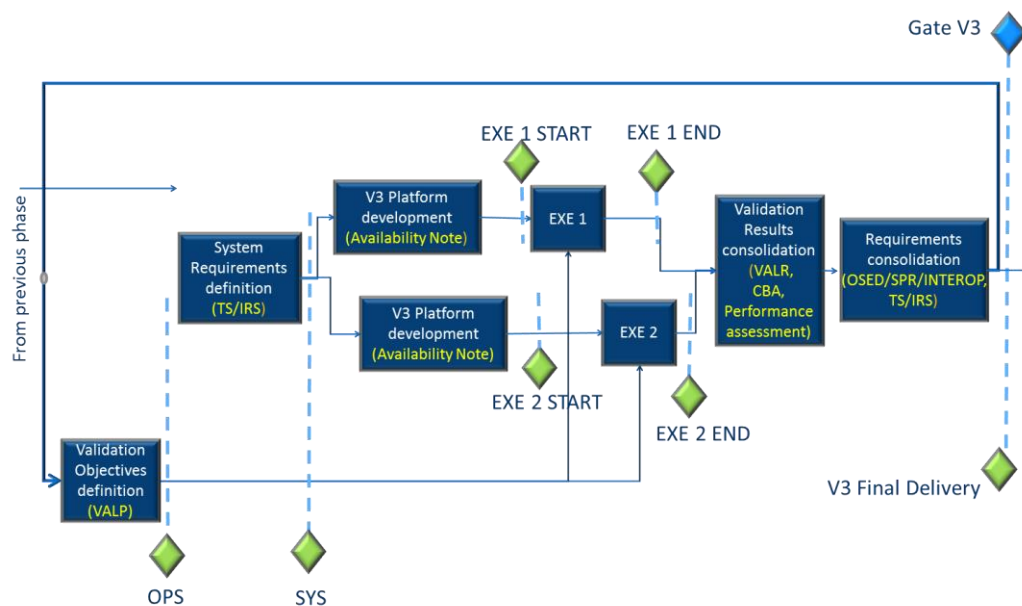 Gate V3
EXE 1 START
EXE 1 END
From previous phase
V3 Platform
development
(Availability Note)
EXE 1
Validation
Results
consolidation
(VALR,
CBA,
Performance
assessment)
Requirements
consolidation
(OSED/SPR/INTEROP,
TS/IRS)
System
Requirements
definition
(TS/IRS)
V3 Platform
development
(Availability Note)
EXE 2
EXE 2 START
EXE 2 END
Validation
Objectives
definition
(VALP)
V3 Final Delivery
OPS
SYS